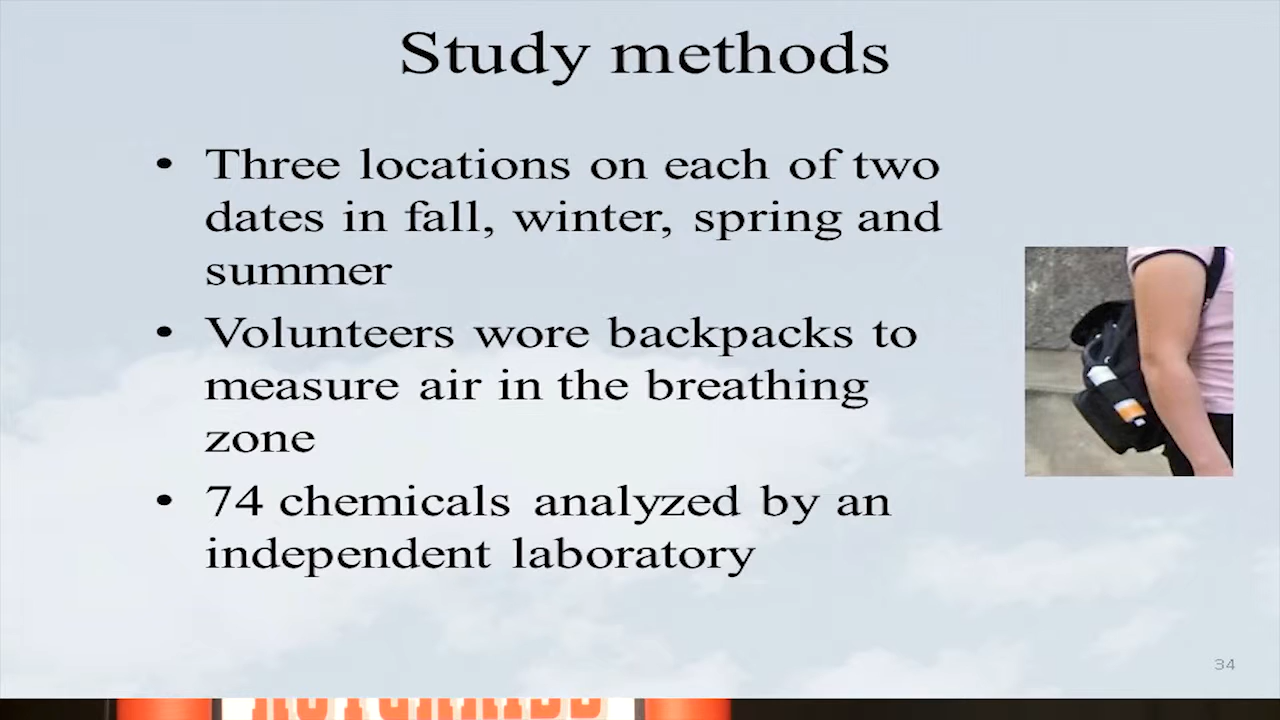 Study methods
• Three locations on each of two
dates in fall, winter, spring and
summer
• Volunteers wore backpacks to
measure air in the breathing
zone
• 74 chemicals analyzed by an
independent laboratory
34